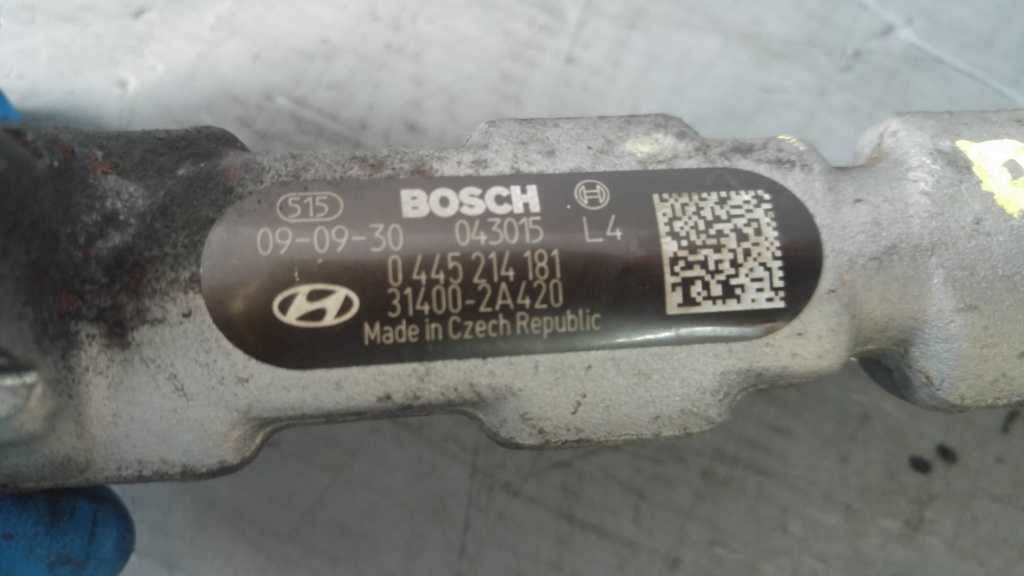 515 BOSCH
09-09-30 043015 L4
0 445 214 181
31400-2A420
Made in Czech Republic